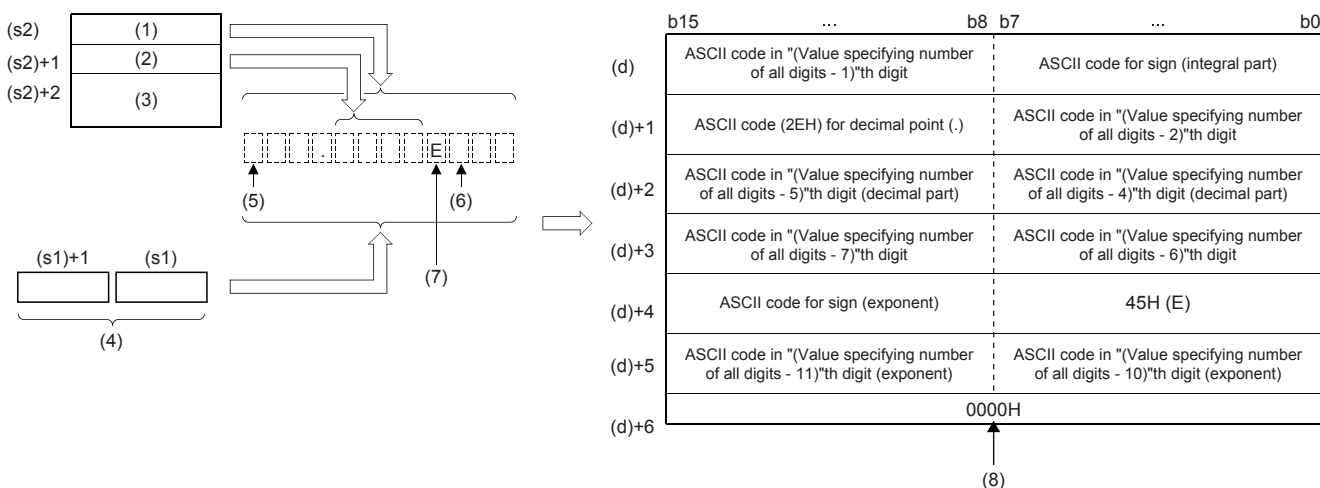 (s2)
(1)
(s2)+1
(2)
(s2)+2
(3)
. E
(5)
(6)
(7)
(s1)+1 (s1)
(4)
b15 ... b8 b7 ... b0
(d)
ASCII code in "(Value specifying number
of all digits - 1)"th digit
ASCII code for sign (integral part)
(d)+1
ASCII code (2EH) for decimal point (.)
ASCII code in "(Value specifying number
of all digits - 2)"th digit
(d)+2
ASCII code in "(Value specifying number
of all digits - 5)"th digit (decimal part)
ASCII code in "(Value specifying number
of all digits - 4)"th digit (decimal part)
(d)+3
ASCII code in "(Value specifying number
of all digits - 7)"th digit
ASCII code in "(Value specifying number
of all digits - 6)"th digit
(d)+4
ASCII code for sign (exponent)
45H (E)
(d)+5
ASCII code in "(Value specifying number
of all digits - 11)"th digit (exponent)
ASCII code in "(Value specifying number
of all digits - 10)"th digit (exponent)
(d)+6
0000H
(8)